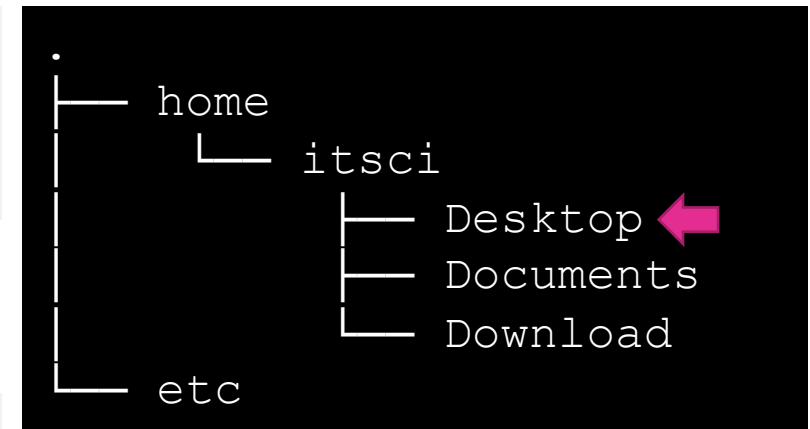 .
├── home
│   └── itsci
│       ├── Desktop
│       ├── Documents
│       └── Download
└── etc